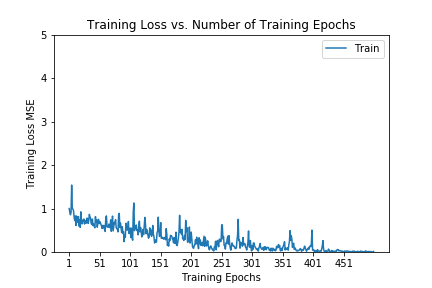 Training Loss vs. Number of Training Epochs
5
4
3
2
1
0
Training Loss MSE
Train
1 51 101 151 201 251 301 351 401 451
Training Epochs